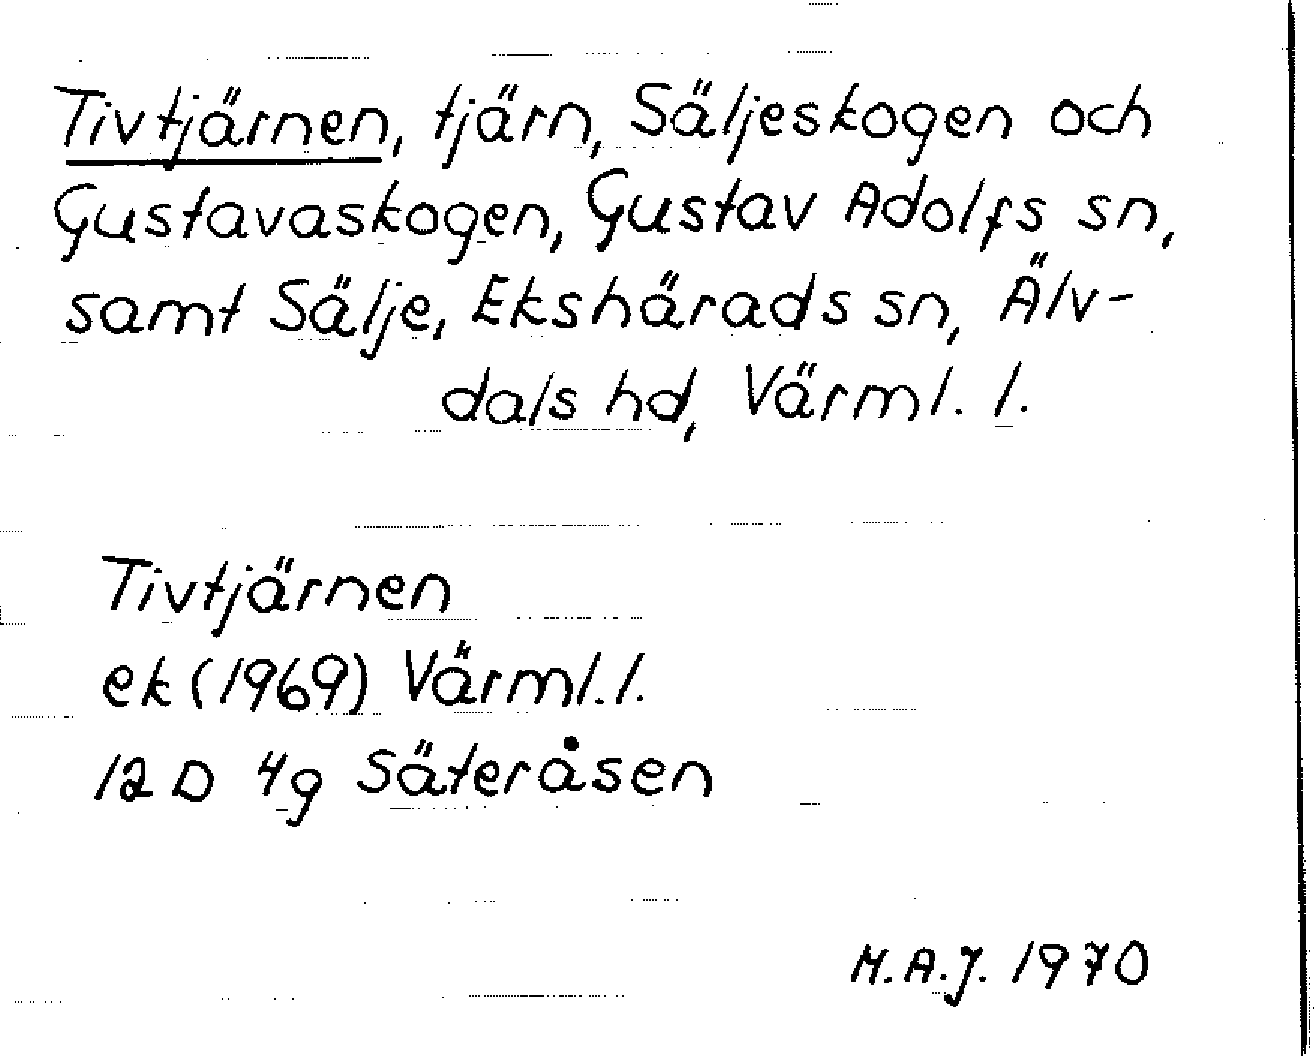 Tivtjärnen, tjärn, Säljeskogen och
Gustavaskogen, Gustav Adolfs sn,
samt Sälje, Ekshärads sn, Älv-
dals hd, Värml. l.
Tivtjärnen
ek (1969) Värml. l.
12 D 4g Säteråsen
M.A.J. 1970